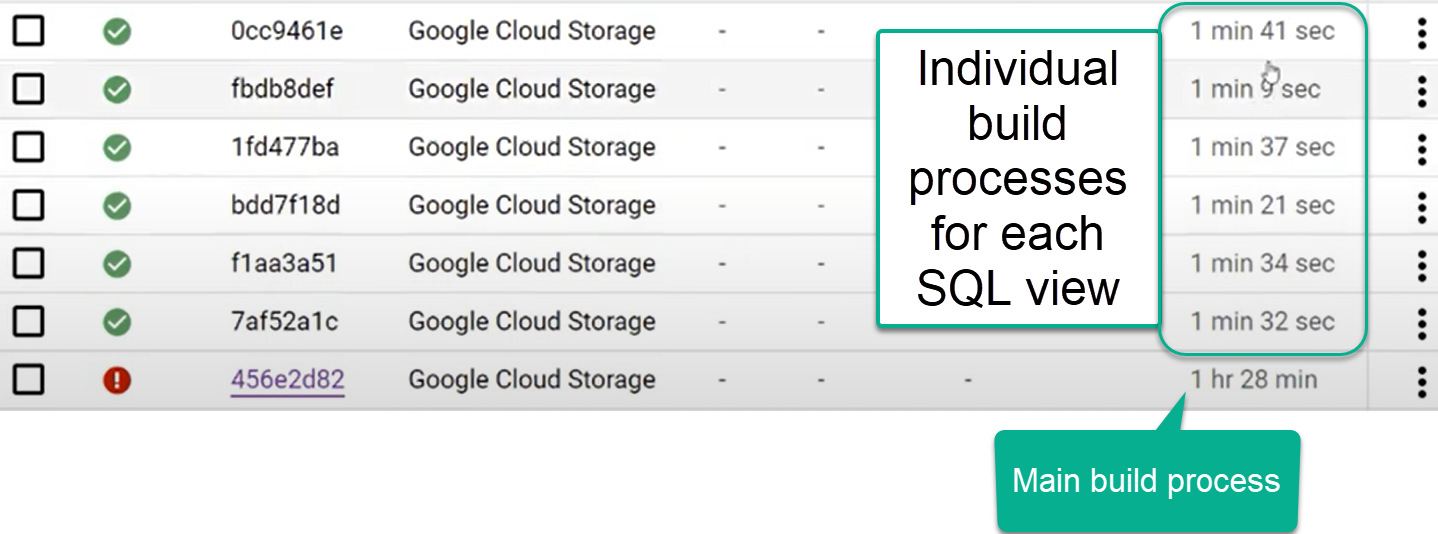 0cc9461e Google Cloud Storage - - 1 min 41 sec
fbdb8def Google Cloud Storage - - 1 min 9 sec
1fd477ba Google Cloud Storage - - 1 min 37 sec
bdd7f18d Google Cloud Storage - - 1 min 21 sec
f1aa3a51 Google Cloud Storage - - 1 min 34 sec
7af52a1c Google Cloud Storage - - 1 min 32 sec
456e2d82 Google Cloud Storage - - - 1 hr 28 min
Individual
build
processes
for each
SQL view
Main build process